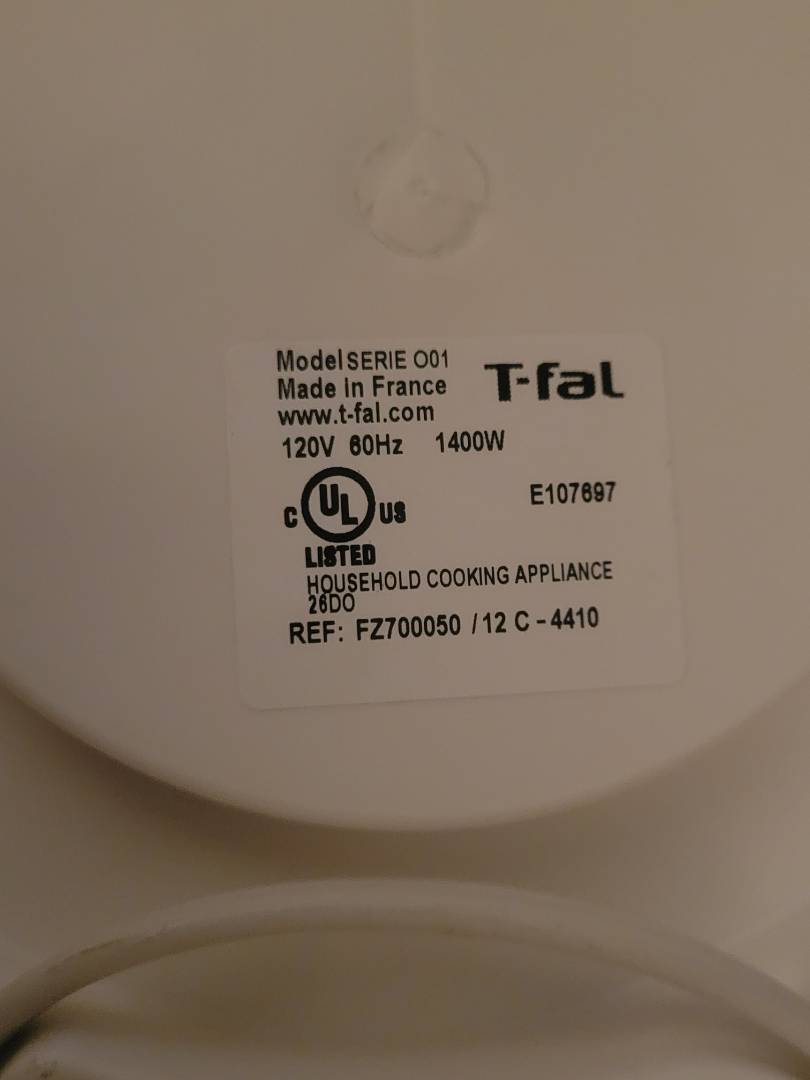 Model SERIE O01
T-fal
Made in France
www.t-fal.com
120V 60Hz 1400W
C UL US
E107697
LISTED
HOUSEHOLD COOKING APPLIANCE
26DO
REF: FZ700050 / 12 C - 4410